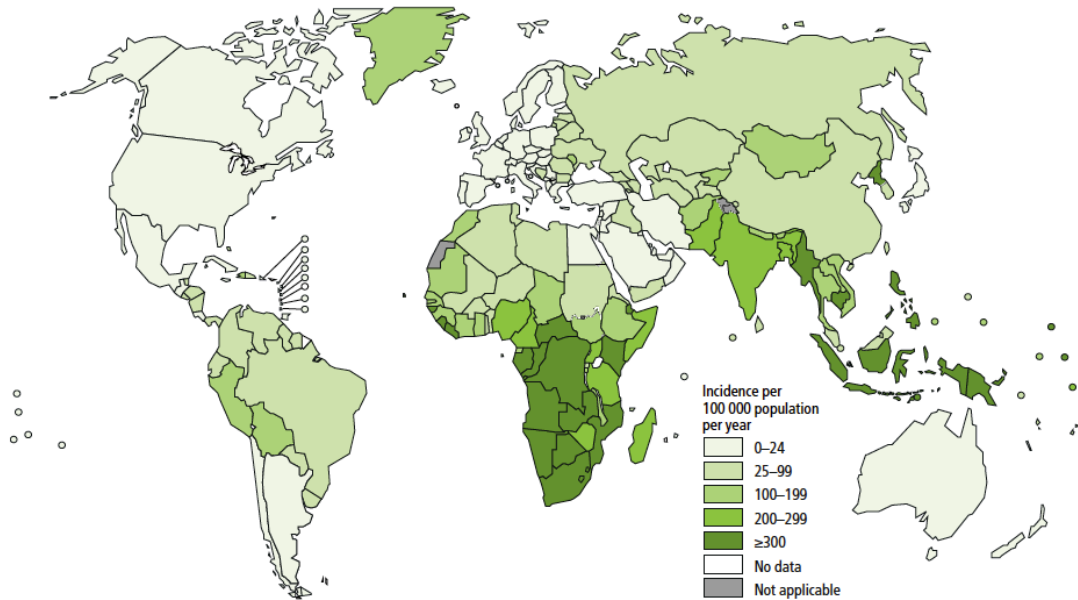 Incidence per
100 000 population
per year
0–24
25–99
100–199
200–299
≥300
No data
Not applicable